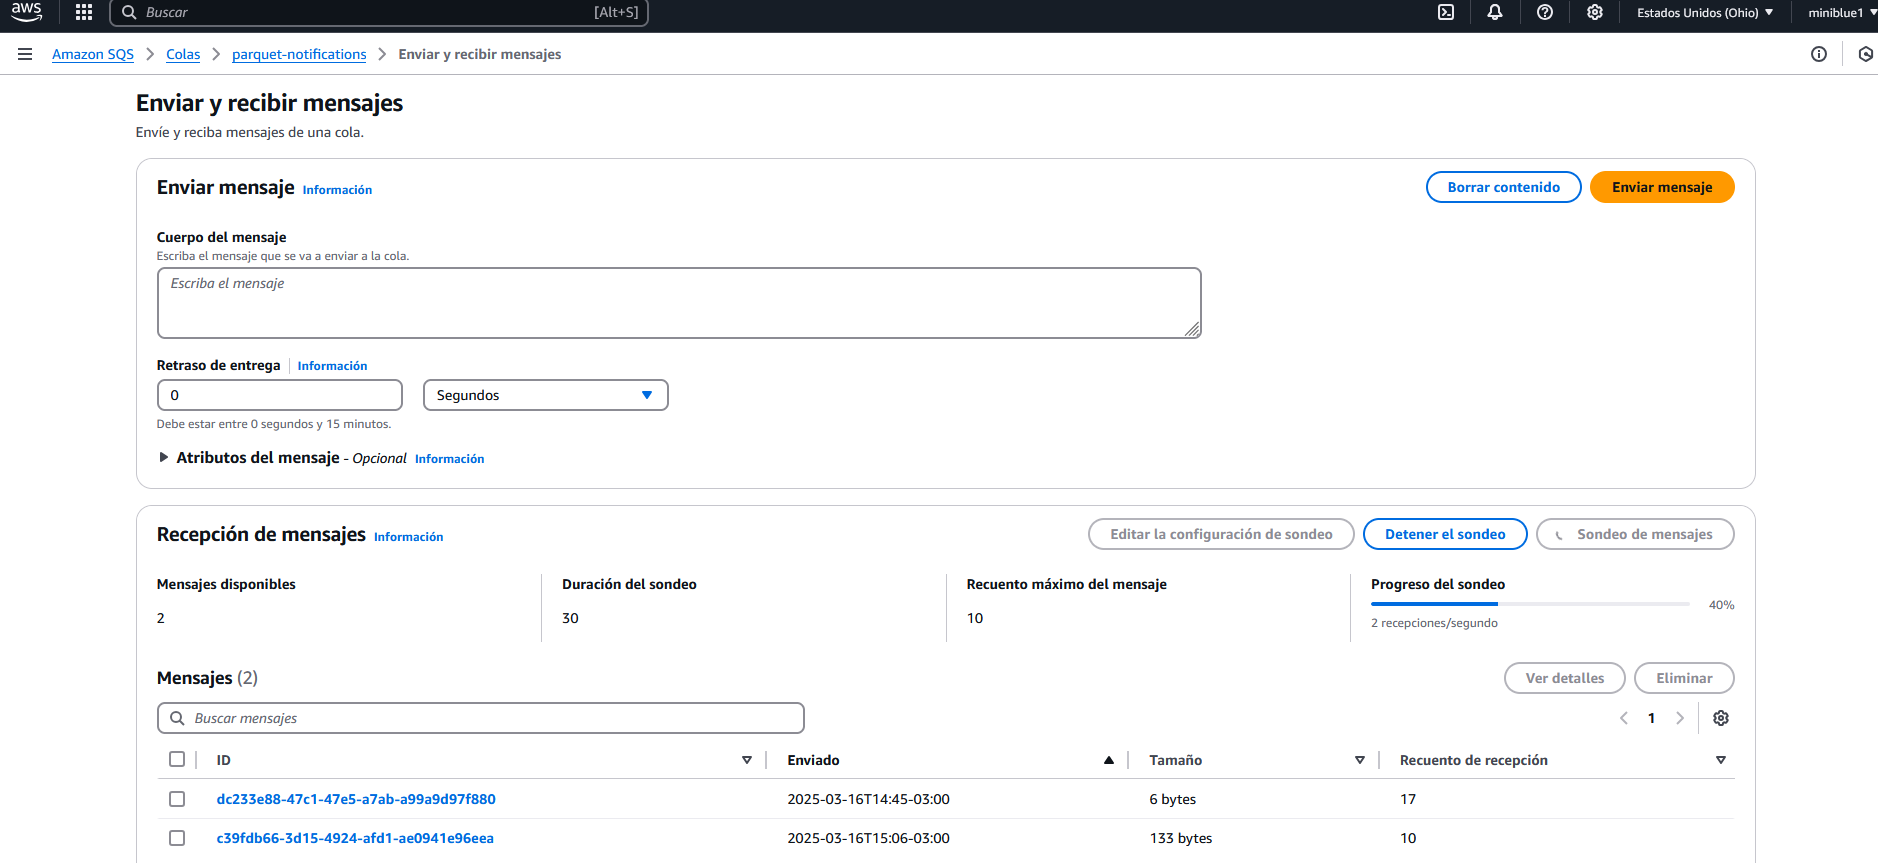 aws
Buscar [Alt+S] Estados Unidos (Ohio) miniblue1
Amazon SQS Colas parquet-notifications Enviar y recibir mensajes
Enviar y recibir mensajes
Envíe y reciba mensajes de una cola.
Enviar mensaje Información Borrar contenido Enviar mensaje
Cuerpo del mensaje
Escriba el mensaje que se va a enviar a la cola.
Escriba el mensaje
Retraso de entrega Información
0 Segundos
Debe estar entre 0 segundos y 15 minutos.
Atributos del mensaje - Opcional Información
Recepción de mensajes Información Editar la configuración de sondeo Detener el sondeo Sondeo de mensajes
Mensajes disponibles Duración del sondeo Recuento máximo del mensaje Progreso del sondeo
40%
2 30 10 2 recepciones/segundo
Mensajes (2) Ver detalles Eliminar
Buscar mensajes 1
ID Enviado Tamaño Recuento de recepción
dc233e88-47c1-47e5-a7ab-a99a9d97f880 2025-03-16T14:45-03:00 6 bytes 17
c39fdb66-3d15-4924-afd1-ae0941e96eea 2025-03-16T15:06-03:00 133 bytes 10